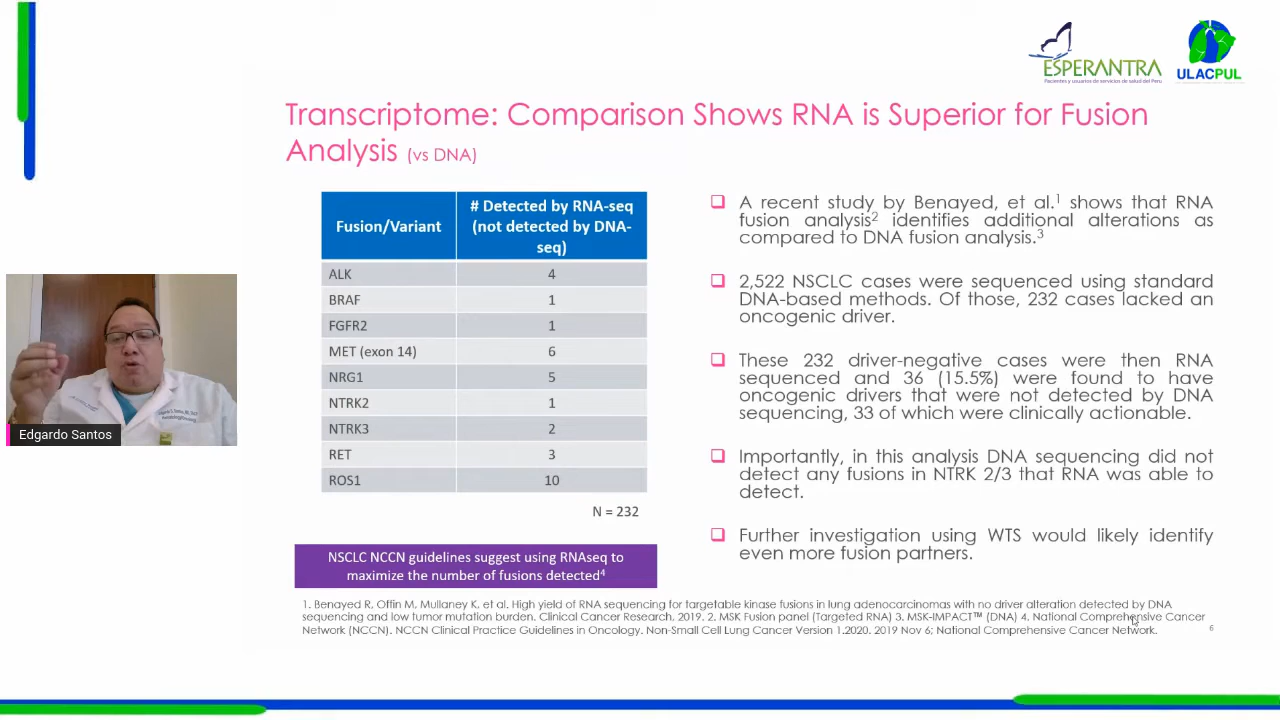 ESPERANTRA
Pacientes y usuarios de servicios de salud del Perú
ULACPUL
Transcriptome: Comparison Shows RNA is Superior for Fusion
Analysis (vs DNA)
Fusion/Variant
# Detected by RNA-seq
(not detected by DNA-
seq)
ALK 4
BRAF 1
FGFR2 1
MET (exon 14) 6
NRG1 5
NTRK2 1
NTRK3 2
RET 3
ROS1 10
N = 232
NSCLC NCCN guidelines suggest using RNAseq to
maximize the number of fusions detected4
❑ A recent study by Benayed, et al.1 shows that RNA
fusion analysis2 identifies additional alterations as
compared to DNA fusion analysis.3
❑ 2,522 NSCLC cases were sequenced using standard
DNA-based methods. Of those, 232 cases lacked an
oncogenic driver.
❑ These 232 driver-negative cases were then RNA
sequenced and 36 (15.5%) were found to have
oncogenic drivers that were not detected by DNA
sequencing, 33 of which were clinically actionable.
❑ Importantly, in this analysis DNA sequencing did not
detect any fusions in NTRK 2/3 that RNA was able to
detect.
❑ Further investigation using WTS would likely identify
even more fusion partners.
Edgardo Santos
1. Benayed R, Offin M, Mullaney K, et al. High yield of RNA sequencing for targetable kinase fusions in lung adenocarcinomas with no driver alteration detected by DNA
sequencing and low tumor mutation burden. Clinical Cancer Research, 2019. 2. MSK Fusion panel (Targeted RNA) 3. MSK-IMPACT™ (DNA) 4. National Comprehensive Cancer
Network (NCCN). NCCN Clinical Practice Guidelines in Oncology. Non-Small Cell Lung Cancer Version 1.2020. 2019 Nov 6; National Comprehensive Cancer Network.
6